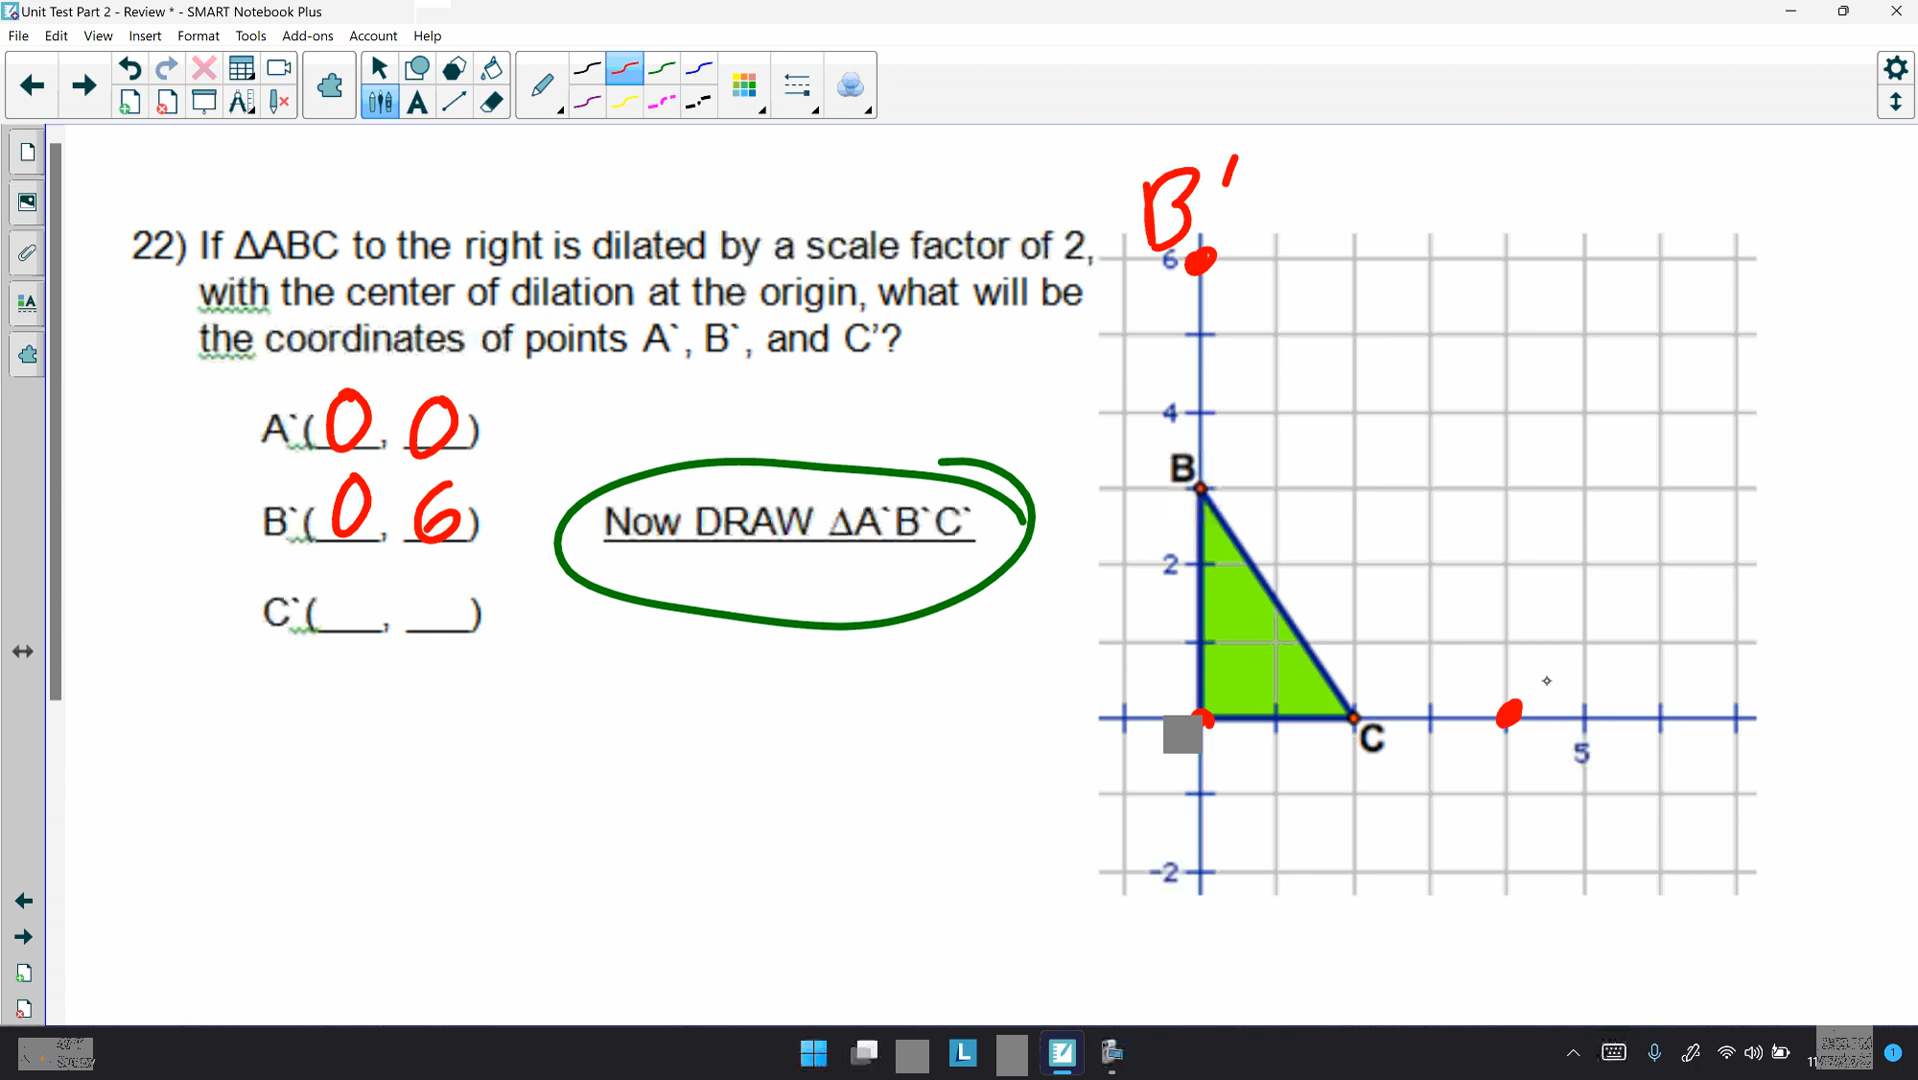 Unit Test Part 2 - Review * - SMART Notebook Plus
File Edit View Insert Format Tools Add-ons Account Help
B'
22) If ΔABC to the right is dilated by a scale factor of 2,
with the center of dilation at the origin, what will be
the coordinates of points A`, B`, and C’?
A`(0, 0)
B`(0, 6)
Now DRAW ΔA`B`C`
C`(___, ___)
6
4
B
2
C
5
-2
L
1